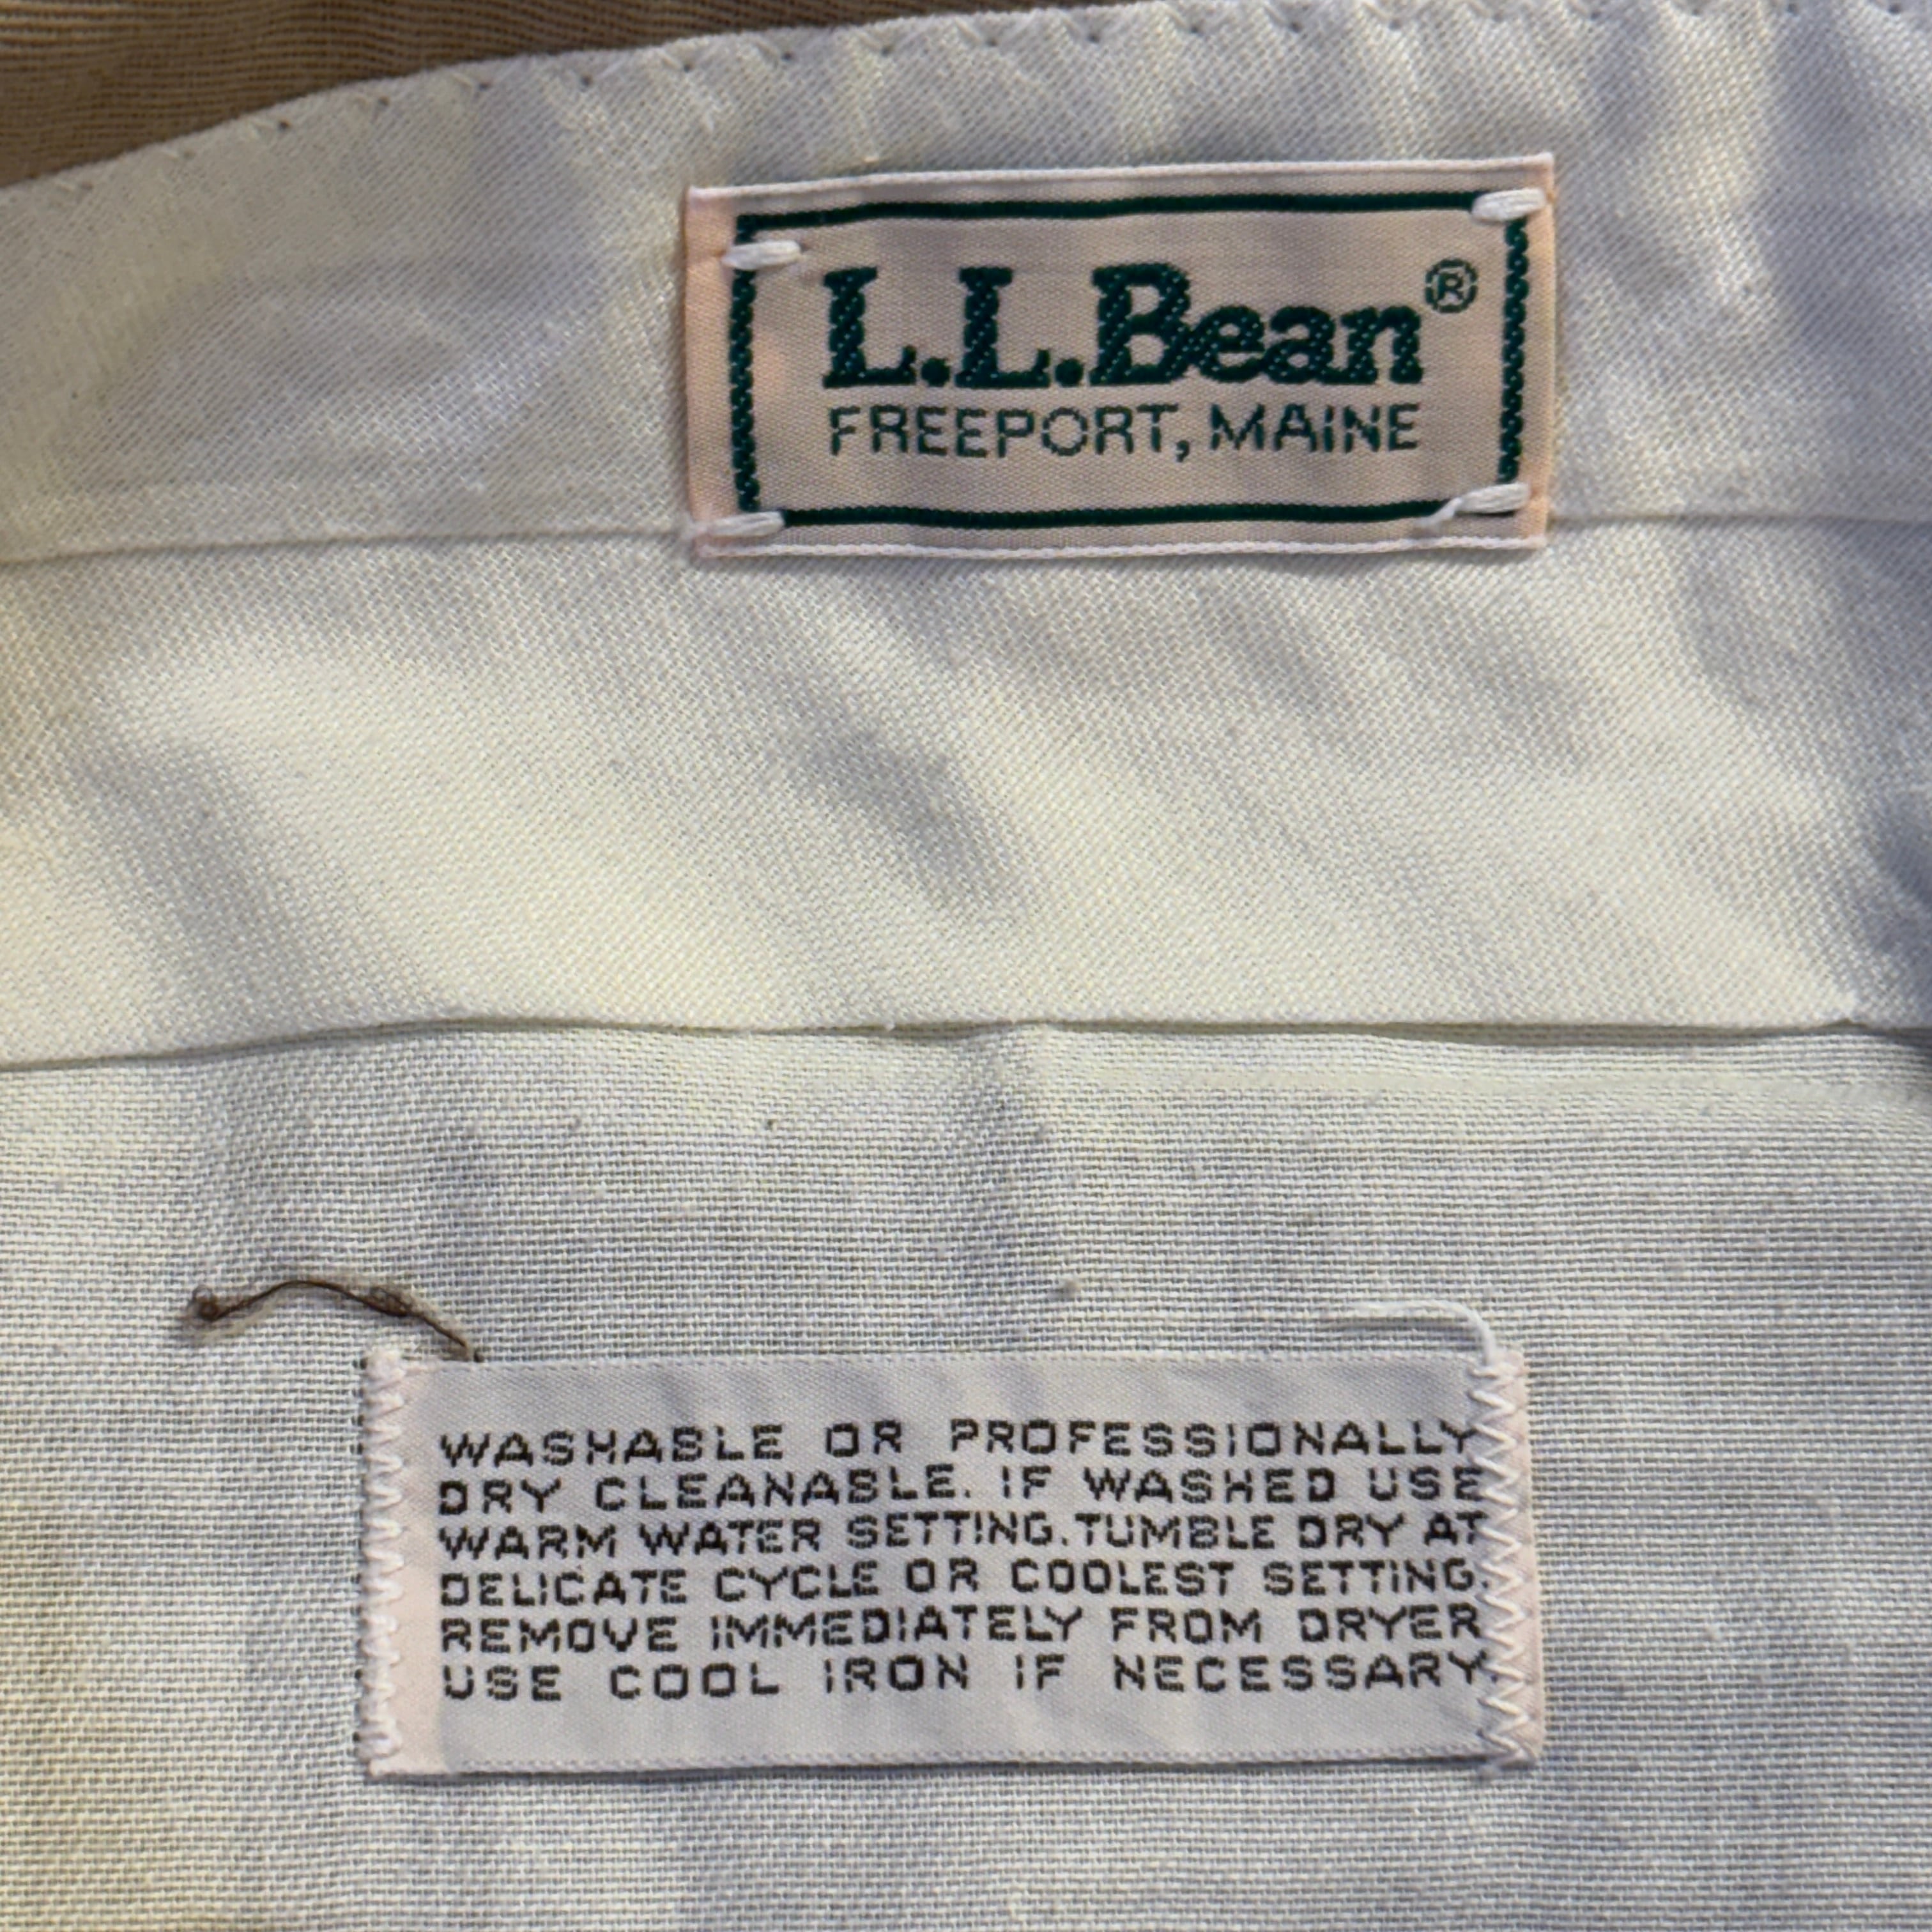 L.L.Bean®
FREEPORT, MAINE
WASHABLE OR PROFESSIONALLY
DRY CLEANABLE. IF WASHED USE
WARM WATER SETTING. TUMBLE DRY AT
DELICATE CYCLE OR COOLEST SETTING.
REMOVE IMMEDIATELY FROM DRYER
USE COOL IRON IF NECESSARY.